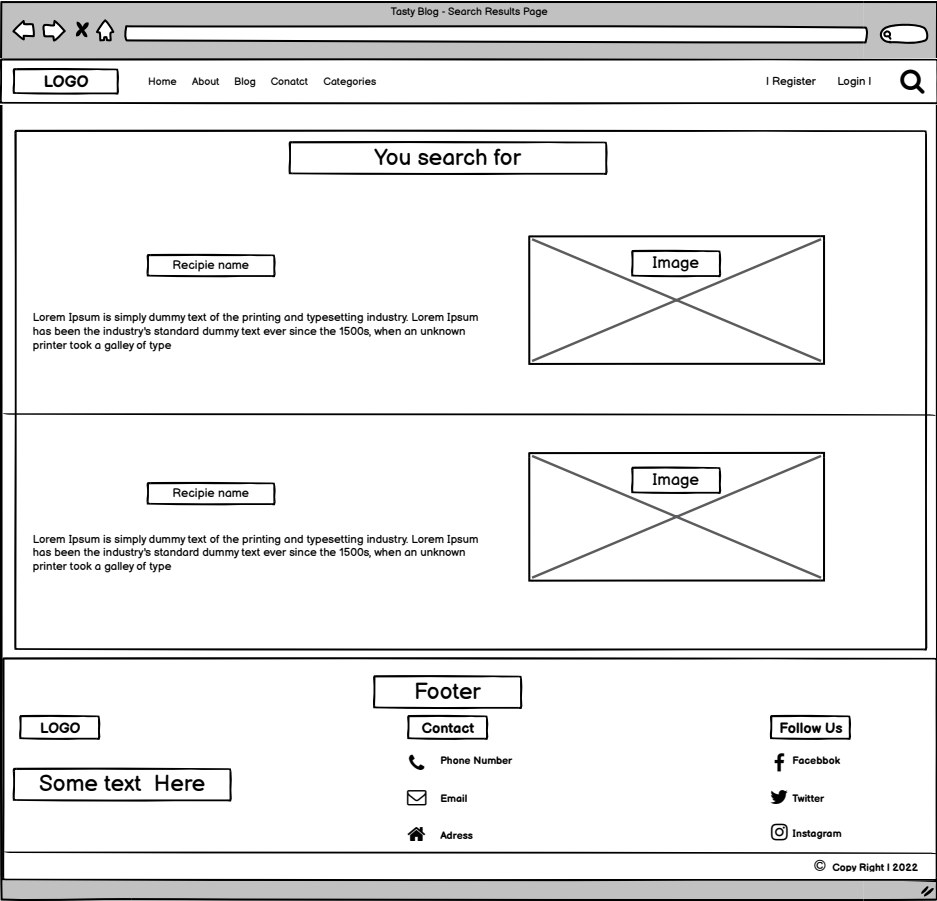 Tasty Blog - Search Results Page
LOGO Home About Blog Conatct Categories | Register Login |
You search for
Recipie name
Image
Lorem Ipsum is simply dummy text of the printing and typesetting industry. Lorem Ipsum
has been the industry's standard dummy text ever since the 1500s, when an unknown
printer took a galley of type
Recipie name
Image
Lorem Ipsum is simply dummy text of the printing and typesetting industry. Lorem Ipsum
has been the industry's standard dummy text ever since the 1500s, when an unknown
printer took a galley of type
Footer
LOGO
Some text Here
Contact
Phone Number
Email
Adress
Follow Us
Facebbok
Twitter
Instagram
© Copy Right | 2022